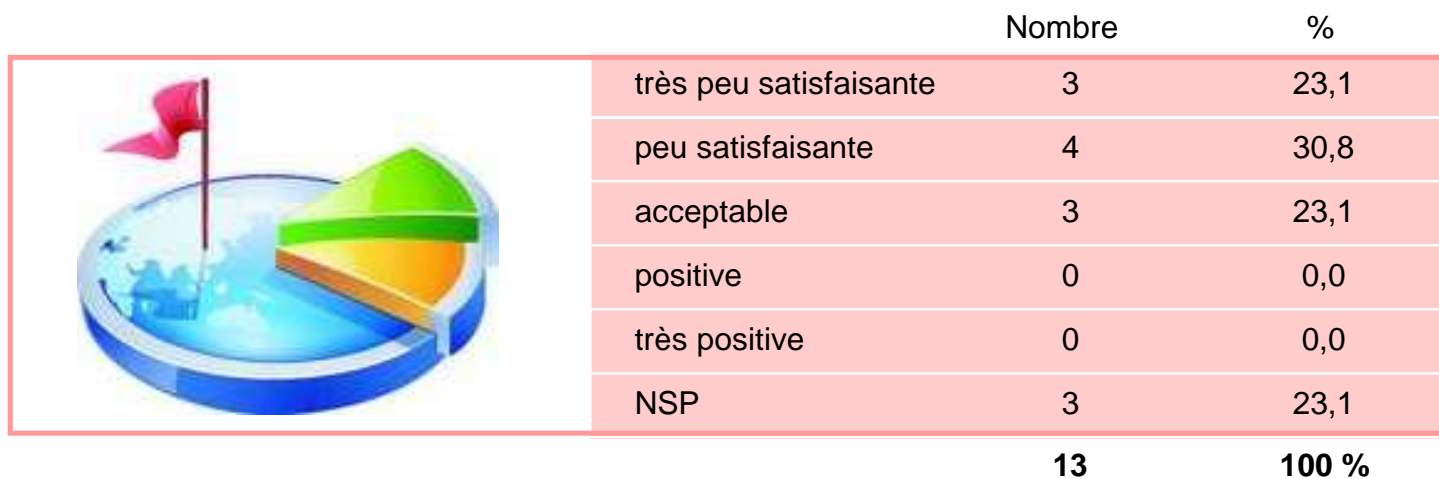 Nombre %
très peu satisfaisante 3 23,1
peu satisfaisante 4 30,8
acceptable 3 23,1
positive 0 0,0
très positive 0 0,0
NSP 3 23,1
13 100 %